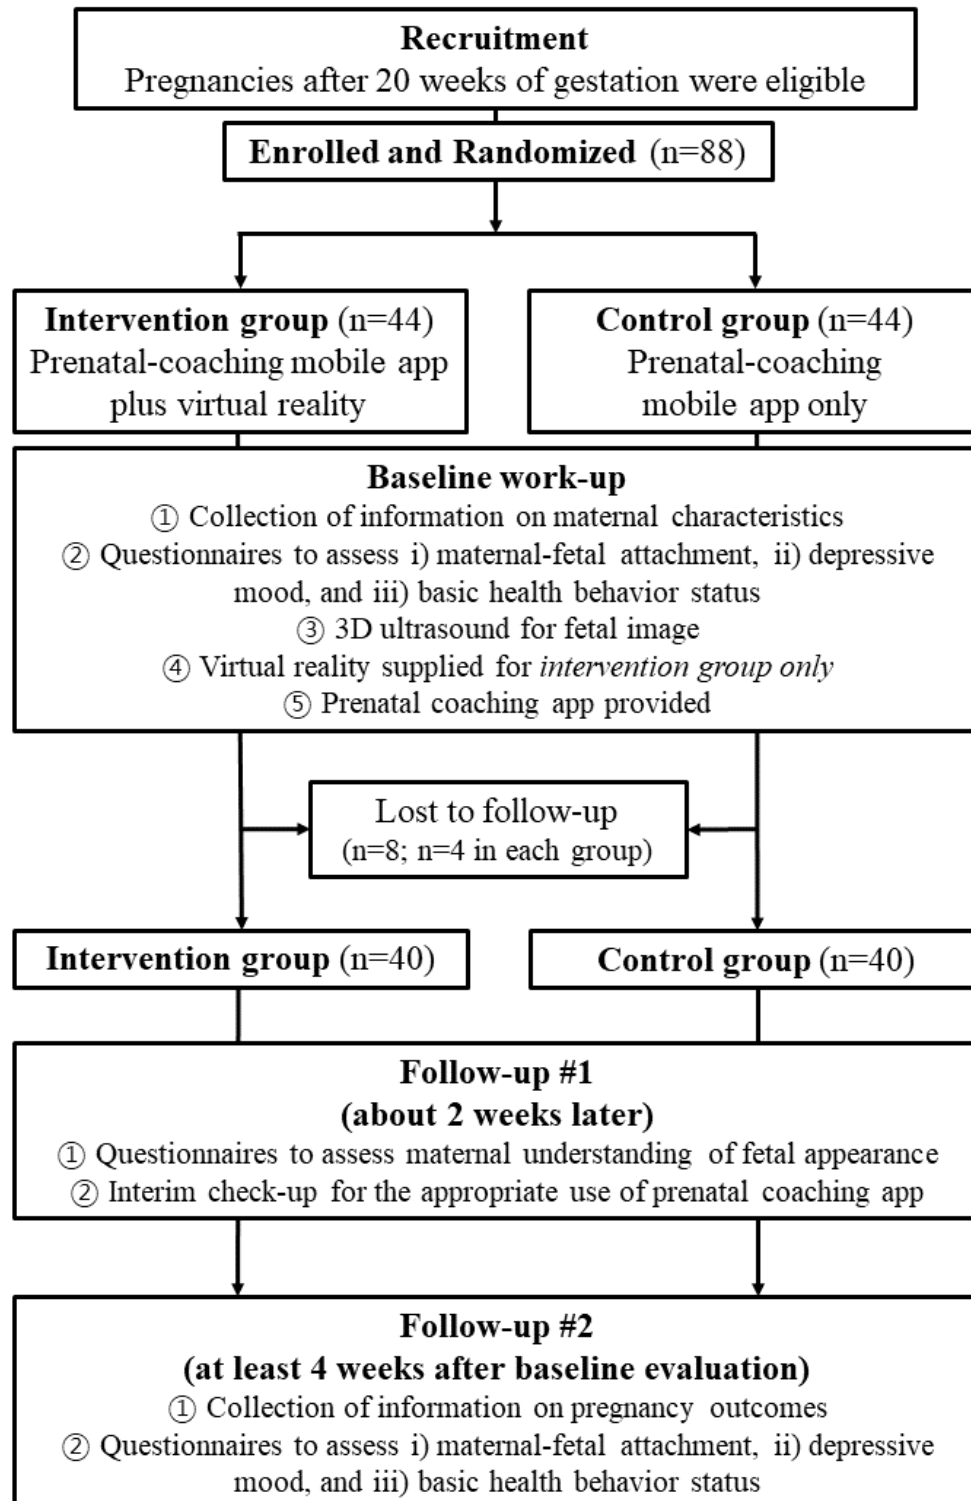 Recruitment
Pregnancies after 20 weeks of gestation were eligible
Enrolled and Randomized (n=88)
Intervention group (n=44)
Prenatal-coaching mobile app
plus virtual reality
Control group (n=44)
Prenatal-coaching
mobile app only
Baseline work-up
① Collection of information on maternal characteristics
② Questionnaires to assess i) maternal-fetal attachment, ii) depressive
mood, and iii) basic health behavior status
③ 3D ultrasound for fetal image
④ Virtual reality supplied for intervention group only
⑤ Prenatal coaching app provided
Lost to follow-up
(n=8; n=4 in each group)
Intervention group (n=40)
Control group (n=40)
Follow-up #1
(about 2 weeks later)
① Questionnaires to assess maternal understanding of fetal appearance
② Interim check-up for the appropriate use of prenatal coaching app
Follow-up #2
(at least 4 weeks after baseline evaluation)
① Collection of information on pregnancy outcomes
② Questionnaires to assess i) maternal-fetal attachment, ii) depressive
mood, and iii) basic health behavior status